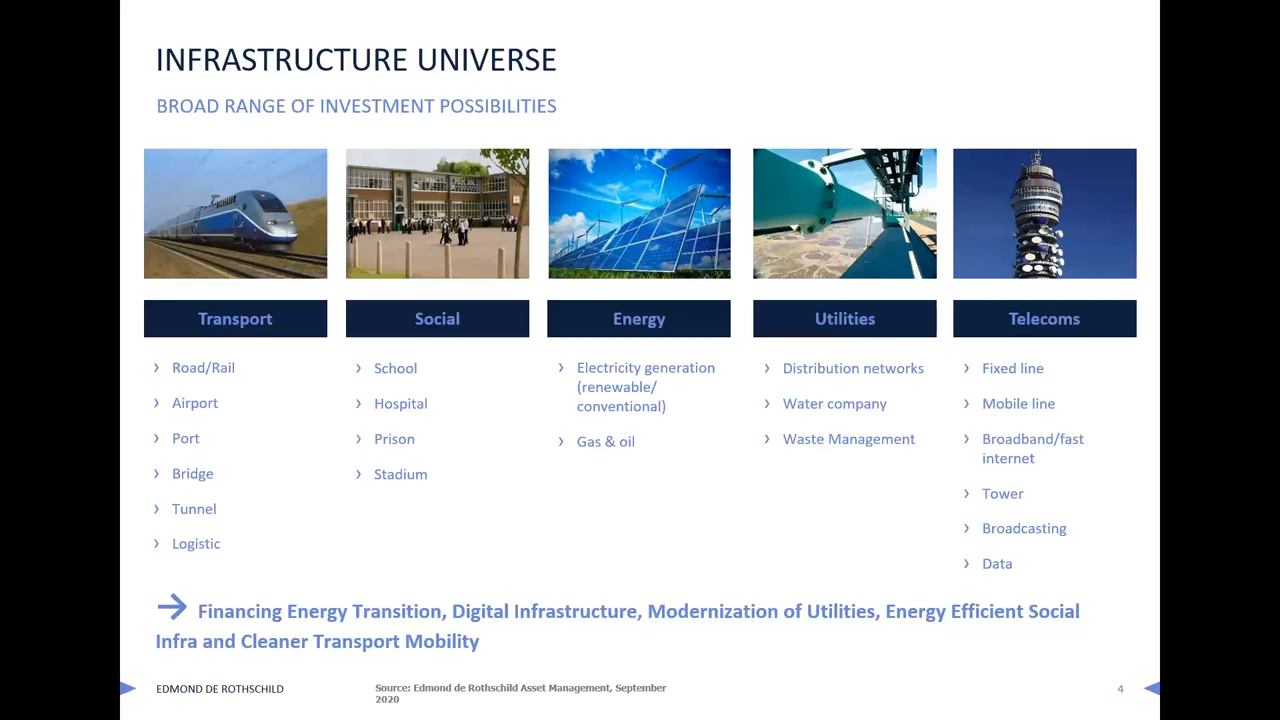 INFRASTRUCTURE UNIVERSE
BROAD RANGE OF INVESTMENT POSSIBILITIES
Transport
› Road/Rail
› Airport
› Port
› Bridge
› Tunnel
› Logistic
Social
› School
› Hospital
› Prison
› Stadium
Energy
› Electricity generation
(renewable/
conventional)
› Gas & oil
Utilities
› Distribution networks
› Water company
› Waste Management
Telecoms
› Fixed line
› Mobile line
› Broadband/fast
internet
› Tower
› Broadcasting
› Data
→ Financing Energy Transition, Digital Infrastructure, Modernization of Utilities, Energy Efficient Social
Infra and Cleaner Transport Mobility
EDMOND DE ROTHSCHILD
Source: Edmond de Rothschild Asset Management, September
2020
4